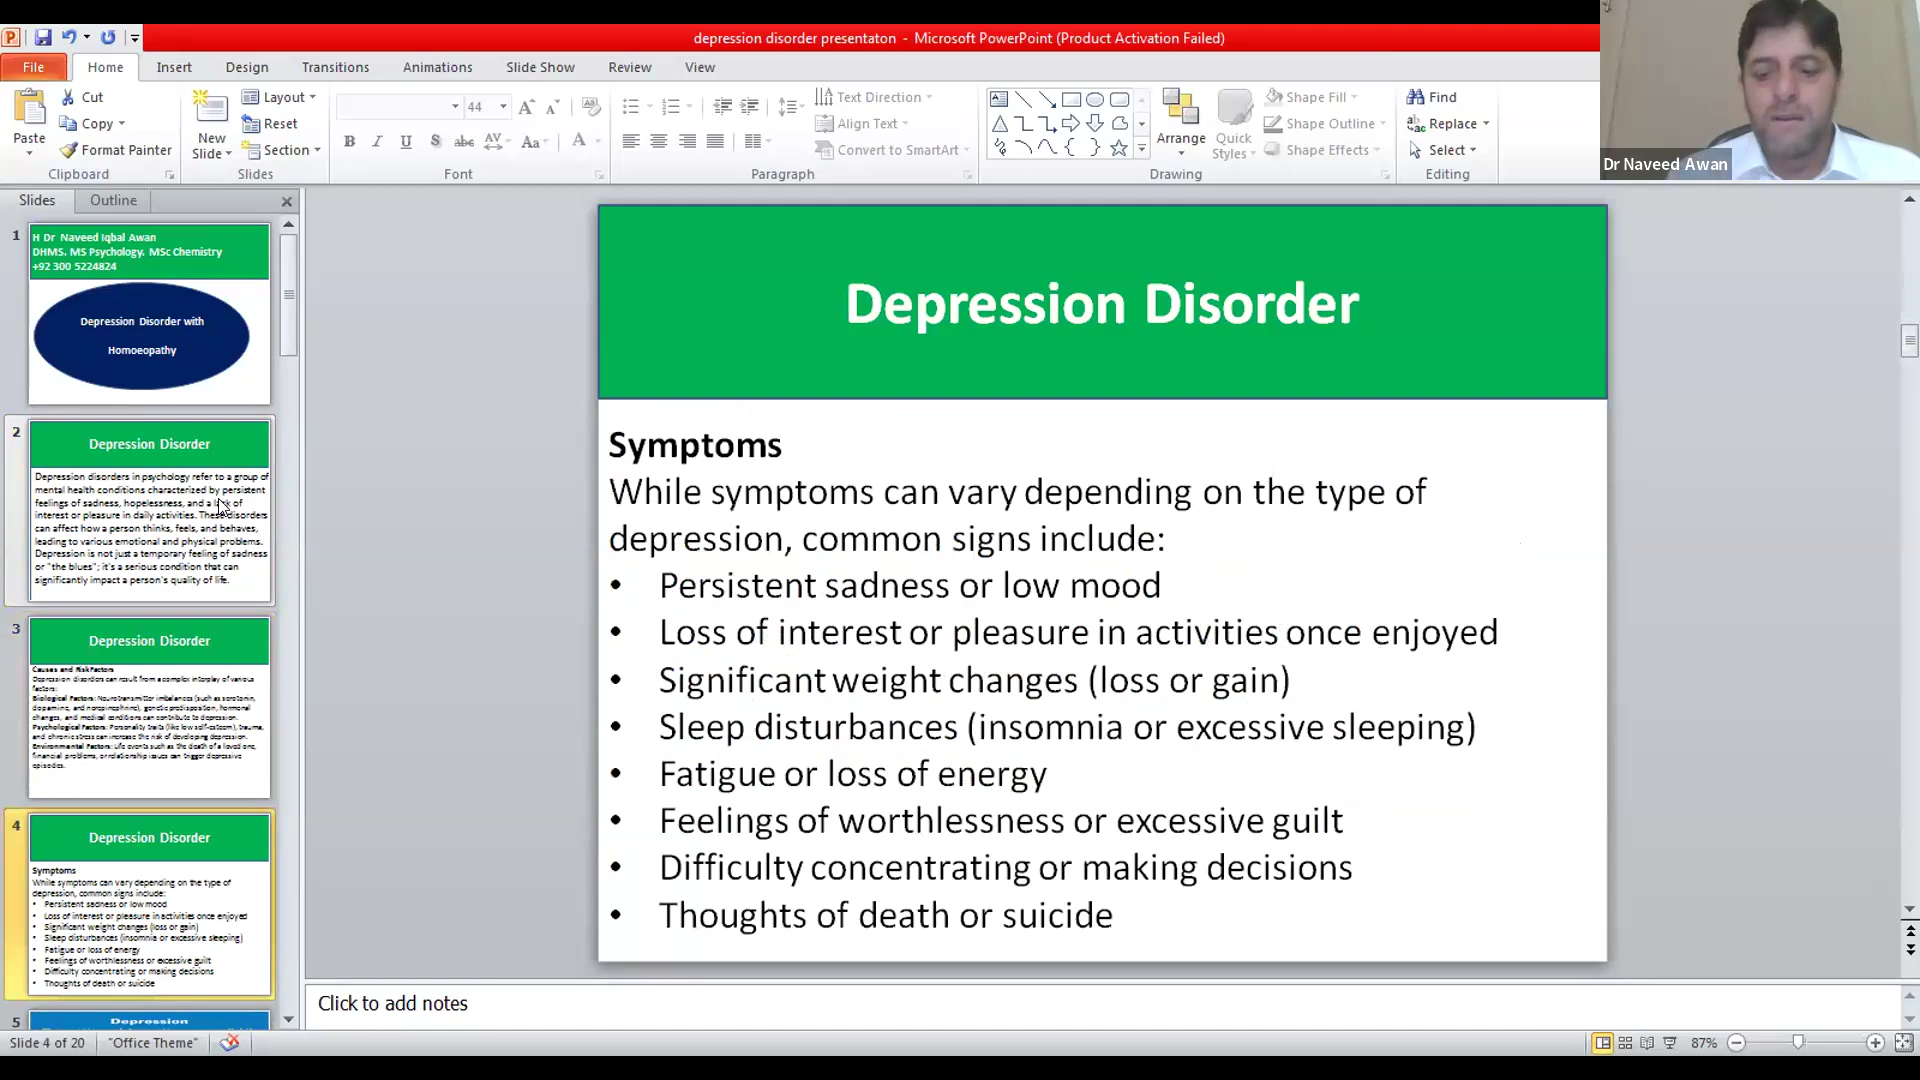 depression disorder presentaton - Microsoft PowerPoint (Product Activation Failed)
File Home Insert Design Transitions Animations Slide Show Review View
Paste
Cut
Copy
Format Painter
Clipboard
New Slide
Layout
Reset
Section
Slides
44
B I U S abc AV Aa A
Font
Text Direction
Align Text
Convert to SmartArt
Paragraph
Arrange
Quick Styles
Shape Fill
Shape Outline
Shape Effects
Drawing
Find
Replace
Select
Editing
Dr Naveed Awan
Slides Outline
1
H Dr Naveed Iqbal Awan
DHMS. MS Psychology. MSc Chemistry
+92 300 5224824
Depression Disorder with
Homoeopathy
2
Depression Disorder
Depression disorders in psychology refer to a group of
mental health conditions characterized by persistent
feelings of sadness, hopelessness, and a lack of
interest or pleasure in daily activities. These disorders
can affect how a person thinks, feels, and behaves,
leading to various emotional and physical problems.
Depression is not just a temporary feeling of sadness
or "the blues"; it's a serious condition that can
significantly impact a person's quality of life.
3
Depression Disorder
Causes and Risk Factors
Depression disorders can result from a complex interplay of various
factors:
Biological Factors: Neurotransmitter imbalances (such as serotonin,
dopamine, and norepinephrine), genetic predisposition, hormonal
changes, and medical conditions can contribute to depression.
Psychological Factors: Personality traits (like low self-esteem), trauma,
and chronic stress can increase the risk of developing depression.
Environmental Factors: Life events such as the death of a loved one,
financial problems, or relationship issues can trigger depressive
episodes.
4
Depression Disorder
Symptoms
While symptoms can vary depending on the type of
depression, common signs include:
• Persistent sadness or low mood
• Loss of interest or pleasure in activities once enjoyed
• Significant weight changes (loss or gain)
• Sleep disturbances (insomnia or excessive sleeping)
• Fatigue or loss of energy
• Feelings of worthlessness or excessive guilt
• Difficulty concentrating or making decisions
• Thoughts of death or suicide
5
Depression
Depression Disorder
Symptoms
While symptoms can vary depending on the type of
depression, common signs include:
• Persistent sadness or low mood
• Loss of interest or pleasure in activities once enjoyed
• Significant weight changes (loss or gain)
• Sleep disturbances (insomnia or excessive sleeping)
• Fatigue or loss of energy
• Feelings of worthlessness or excessive guilt
• Difficulty concentrating or making decisions
• Thoughts of death or suicide
Click to add notes
Slide 4 of 20 "Office Theme" 87%